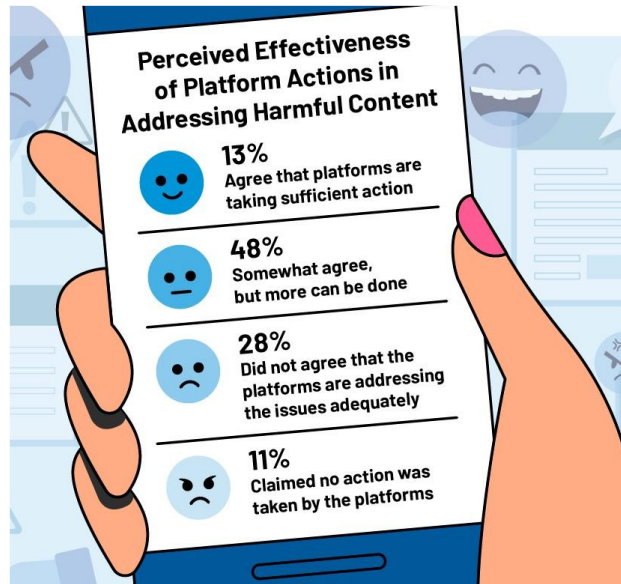 Perceived Effectiveness
of Platform Actions in
Addressing Harmful Content
13%
Agree that platforms are
taking sufficient action
48%
Somewhat agree,
but more can be done
28%
Did not agree that the
platforms are addressing
the issues adequately
11%
Claimed no action was
taken by the platforms